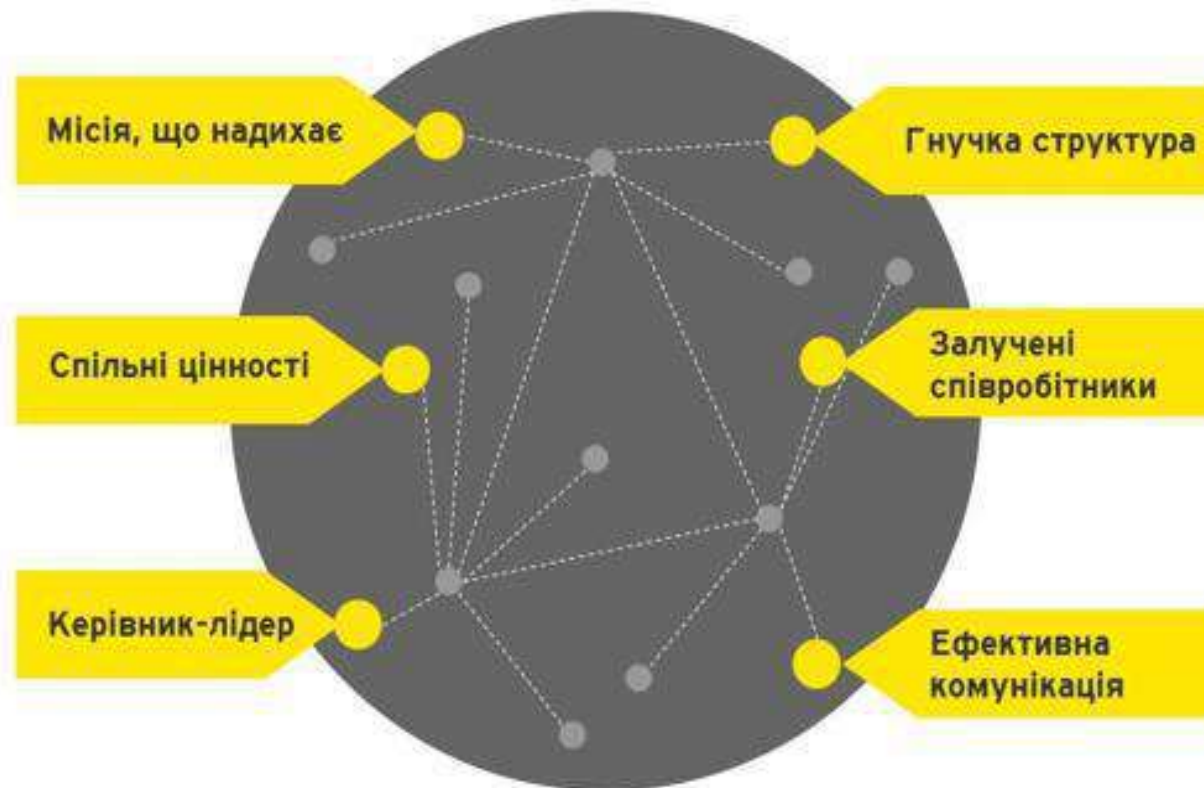 Місія, що надихає
Гнучка структура
Спільні цінності
Залучені
співробітники
Керівник-лідер
Ефективна
комунікація